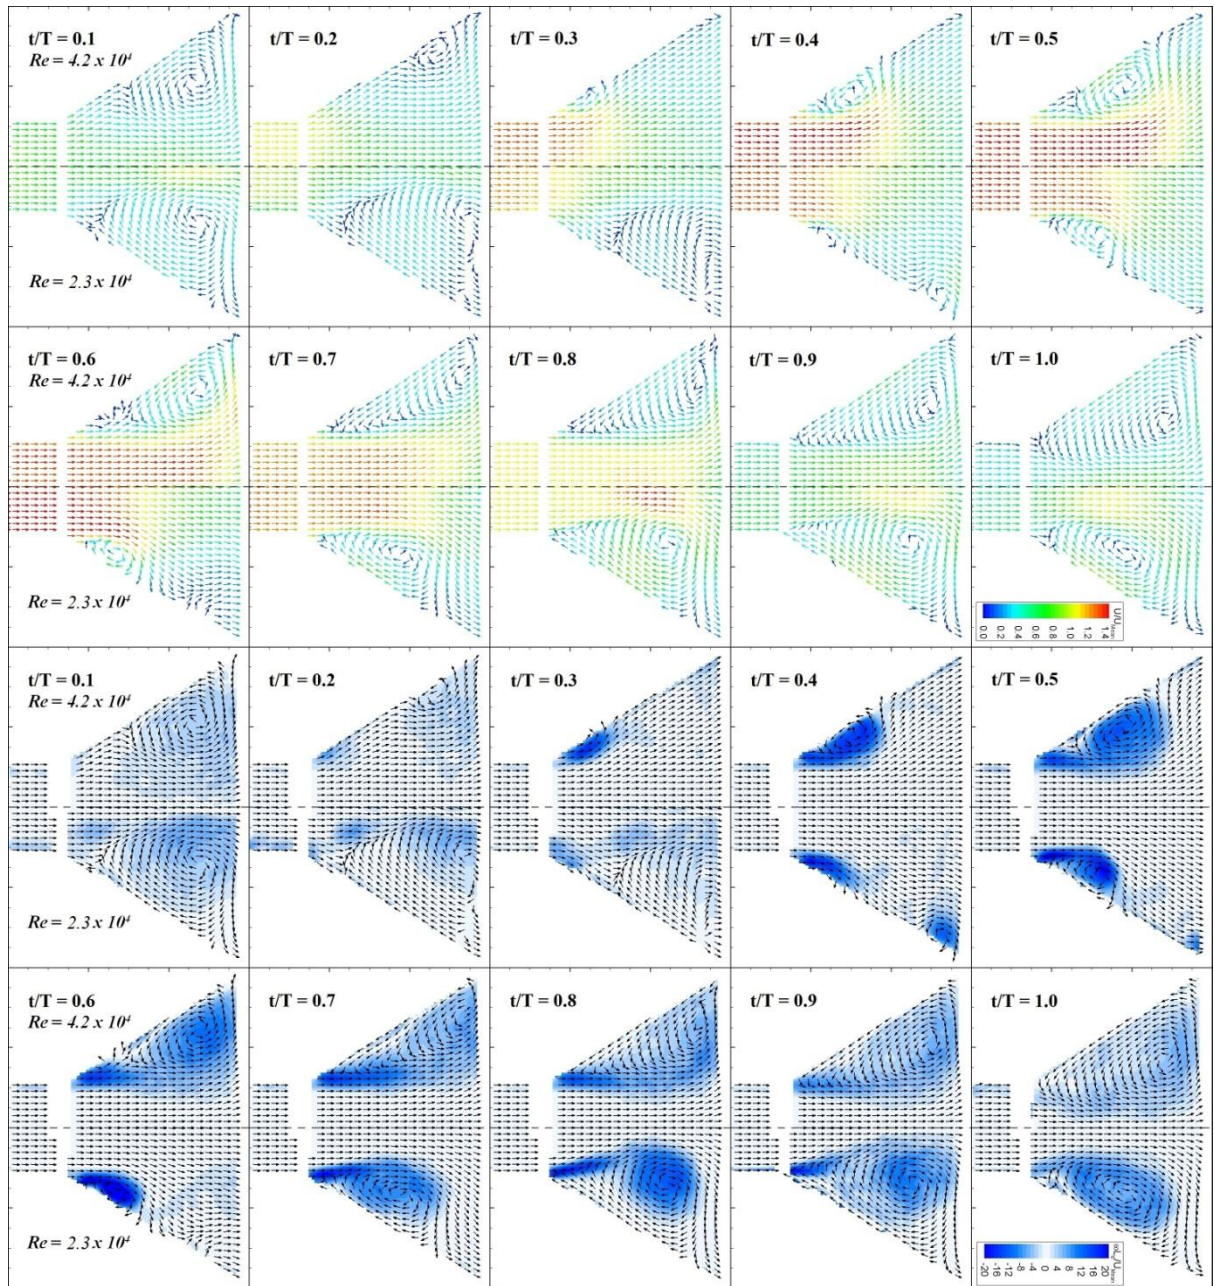 t/T = 0.1
Re = 4.2 x 10⁴
t/T = 0.2
t/T = 0.3
t/T = 0.4
t/T = 0.5
Re = 2.3 x 10⁴
t/T = 0.6
Re = 4.2 x 10⁴
t/T = 0.7
t/T = 0.8
t/T = 0.9
t/T = 1.0
Re = 2.3 x 10⁴
U/U_Mean
0.0 0.2 0.4 0.6 0.8 1.0 1.2 1.4
t/T = 0.1
Re = 4.2 x 10⁴
t/T = 0.2
t/T = 0.3
t/T = 0.4
t/T = 0.5
Re = 2.3 x 10⁴
t/T = 0.6
Re = 4.2 x 10⁴
t/T = 0.7
t/T = 0.8
t/T = 0.9
t/T = 1.0
Re = 2.3 x 10⁴
-20 -16 -12 -8 -4 0 4 8 12 16 20